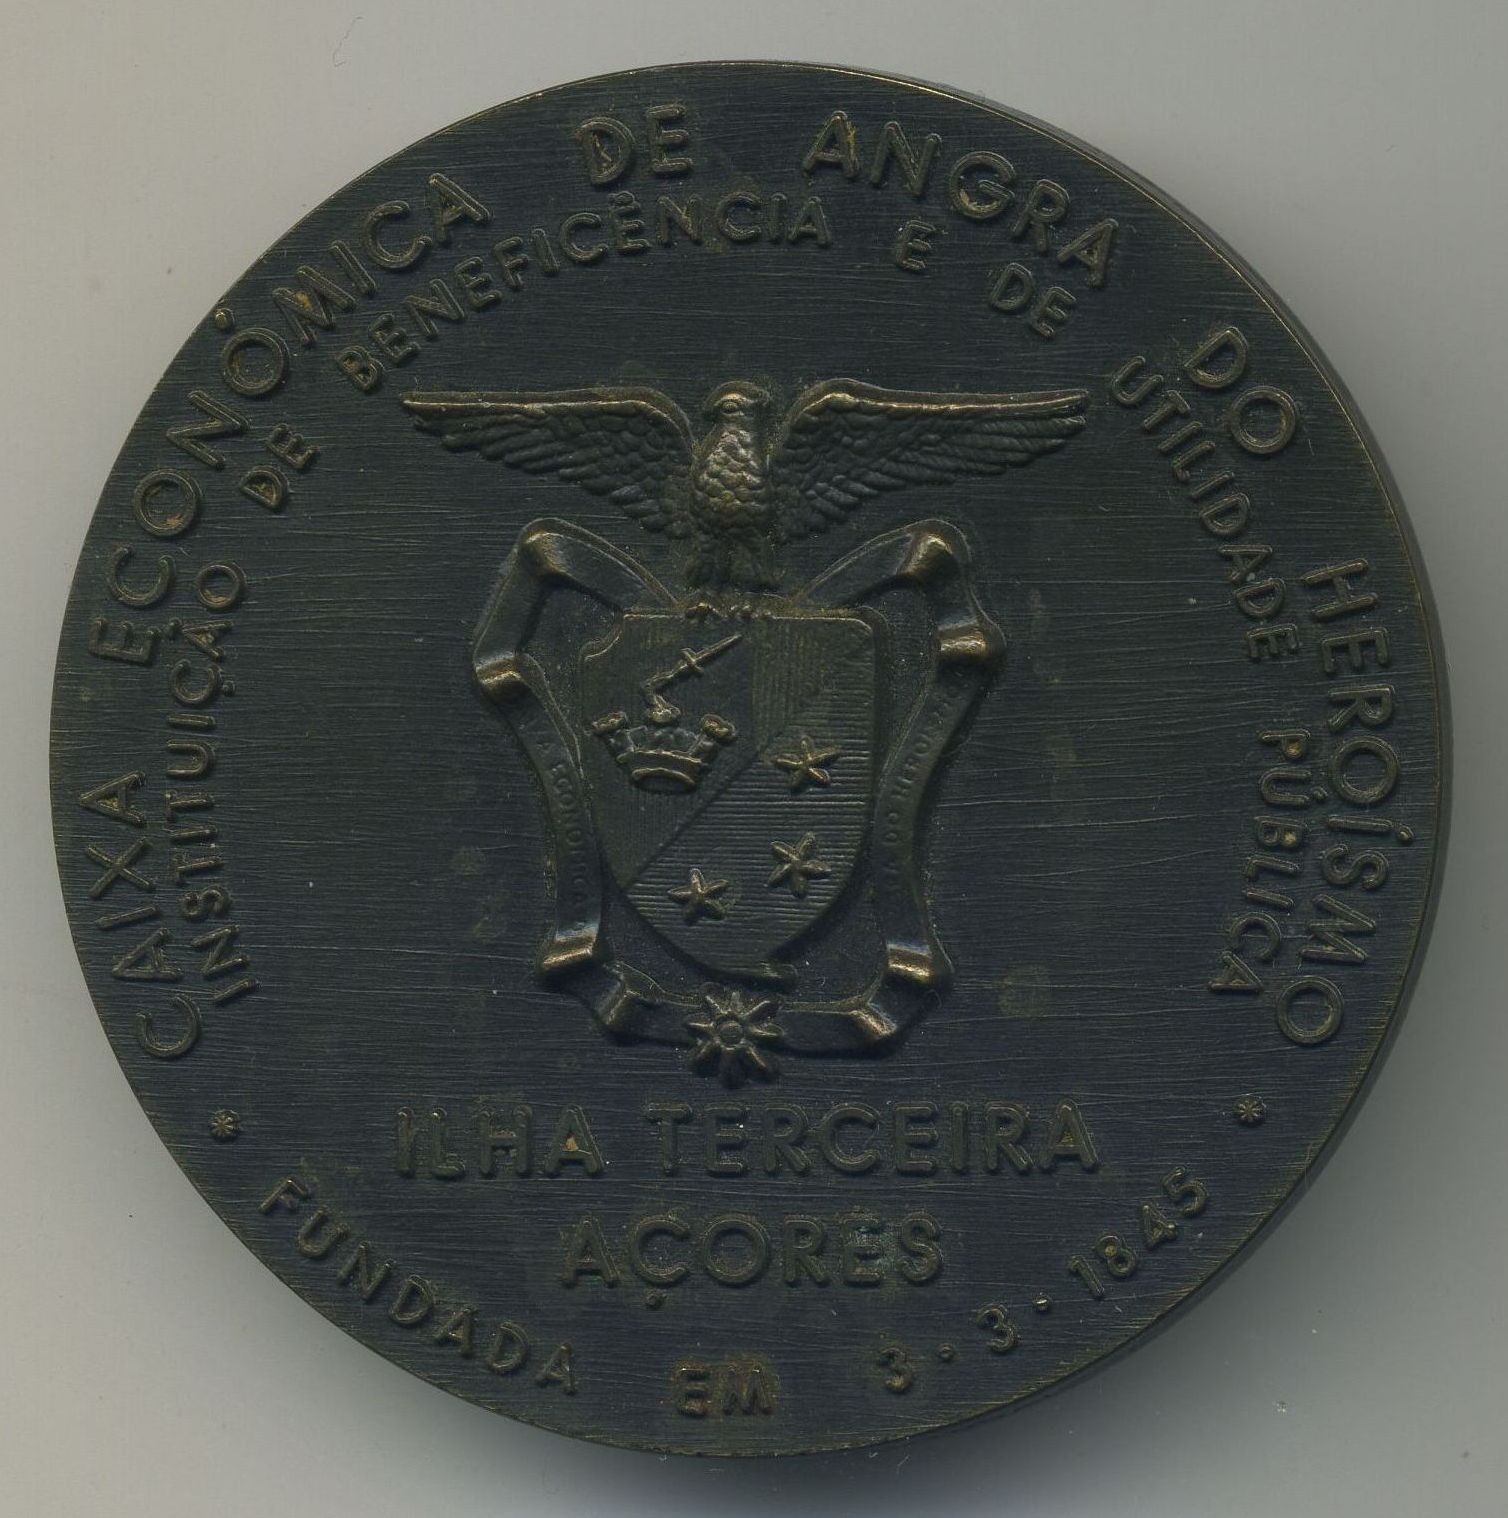 CAIXA ECONÓMICA DE ANGRA DO HEROÍSMO
INSTITUIÇÃO DE BENEFICÊNCIA E DE UTILIDADE PÚBLICA
ILHA TERCEIRA
AÇORES
* FUNDADA EM 3·3·1845 *